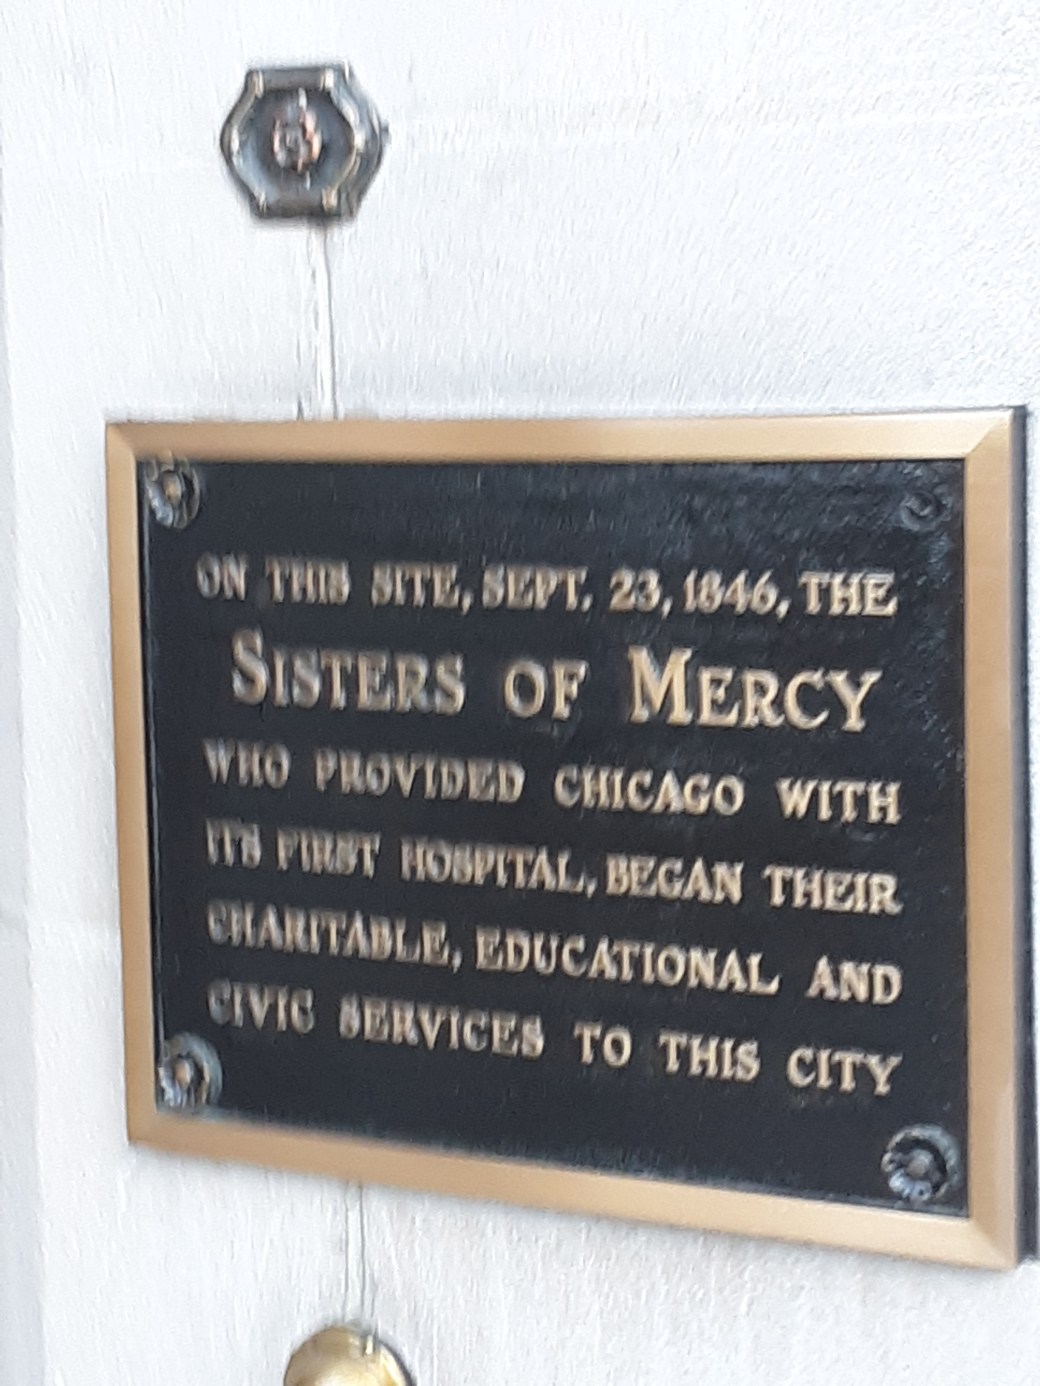 ON THIS SITE, SEPT. 23, 1846, THE
SISTERS OF MERCY
WHO PROVIDED CHICAGO WITH
ITS FIRST HOSPITAL, BEGAN THEIR
CHARITABLE, EDUCATIONAL AND
CIVIC SERVICES TO THIS CITY